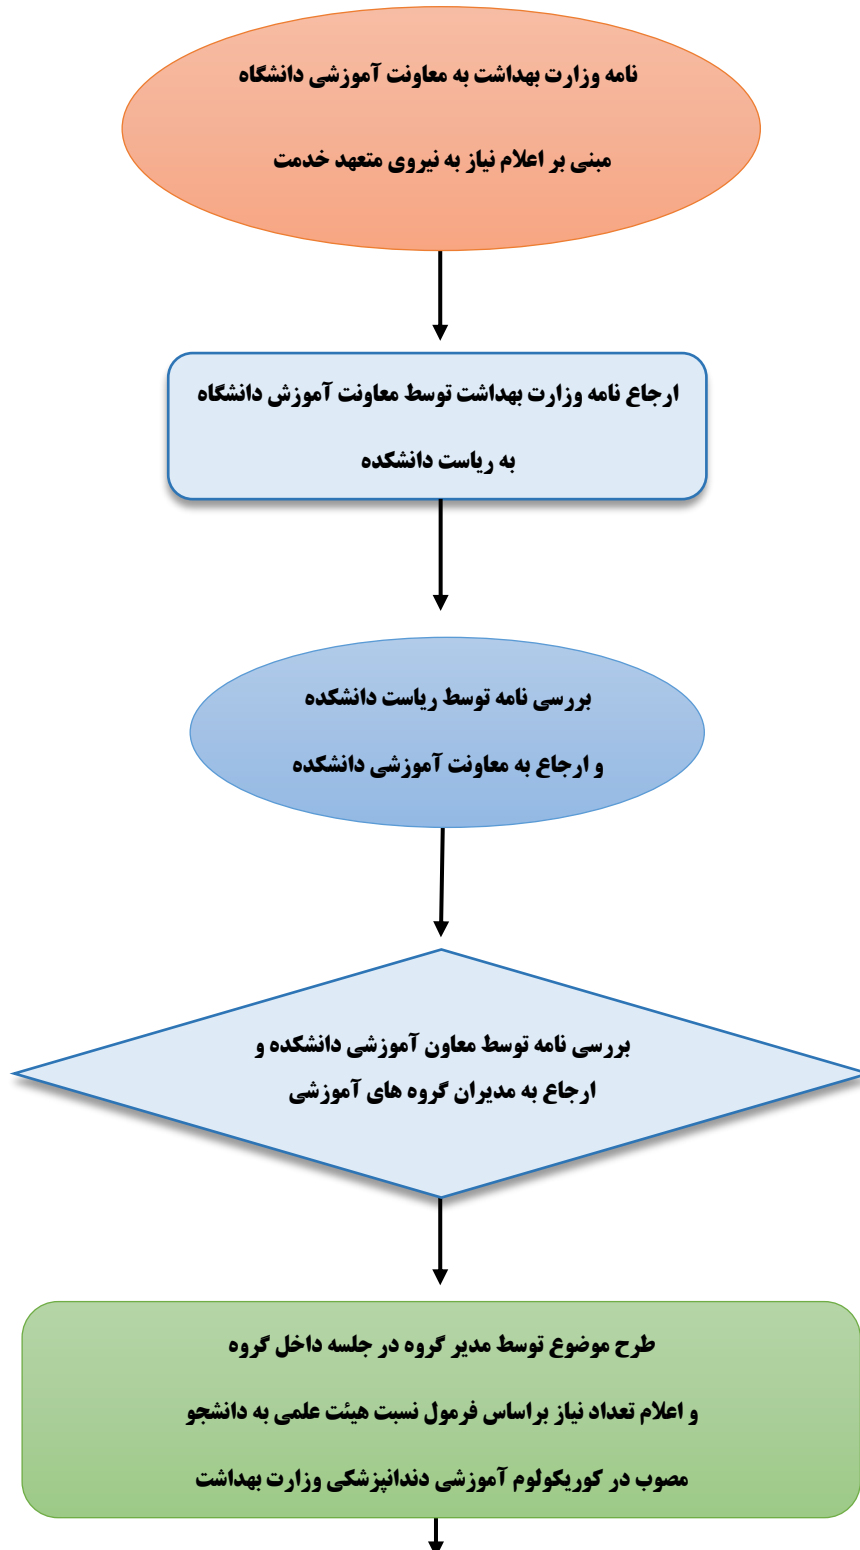 نامه وزارت بهداشت به معاونت آموزشی دانشگاه
مبنی بر اعلام نیاز به نیروی متعهد خدمت
ارجاع نامه وزارت بهداشت توسط معاونت آموزش دانشگاه
به ریاست دانشکده
بررسی نامه توسط ریاست دانشکده
و ارجاع به معاونت آموزشی دانشکده
بررسی نامه توسط معاون آموزشی دانشکده و
ارجاع به مدیران گروه های آموزشی
طرح موضوع توسط مدیر گروه در جلسه داخل گروه
و اعلام تعداد نیاز براساس فرمول نسبت هیئت علمی به دانشجو
مصوب در کوریکولوم آموزشی دندانپزشکی وزارت بهداشت